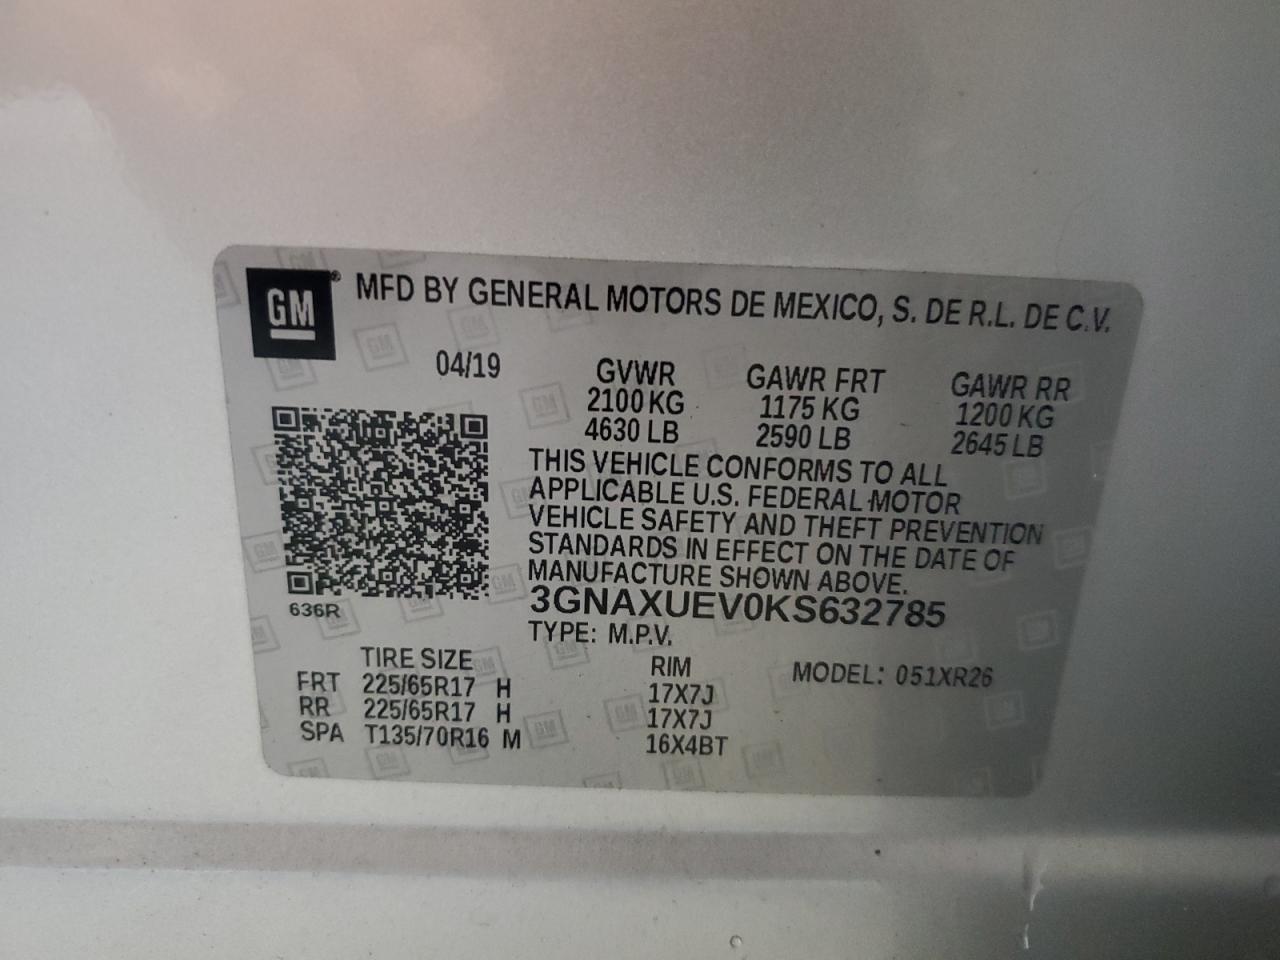 GM® MFD BY GENERAL MOTORS DE MEXICO, S. DE R.L. DE C.V.
04/19 GVWR GAWR FRT GAWR RR
2100 KG 1175 KG 1200 KG
4630 LB 2590 LB 2645 LB
THIS VEHICLE CONFORMS TO ALL
APPLICABLE U.S. FEDERAL MOTOR
VEHICLE SAFETY AND THEFT PREVENTION
STANDARDS IN EFFECT ON THE DATE OF
MANUFACTURE SHOWN ABOVE.
636R 3GNAXUEV0KS632785
TYPE: M.P.V.
TIRE SIZE RIM MODEL: 051XR26
FRT 225/65R17 H 17X7J
RR 225/65R17 H 17X7J
SPA T135/70R16 M 16X4BT